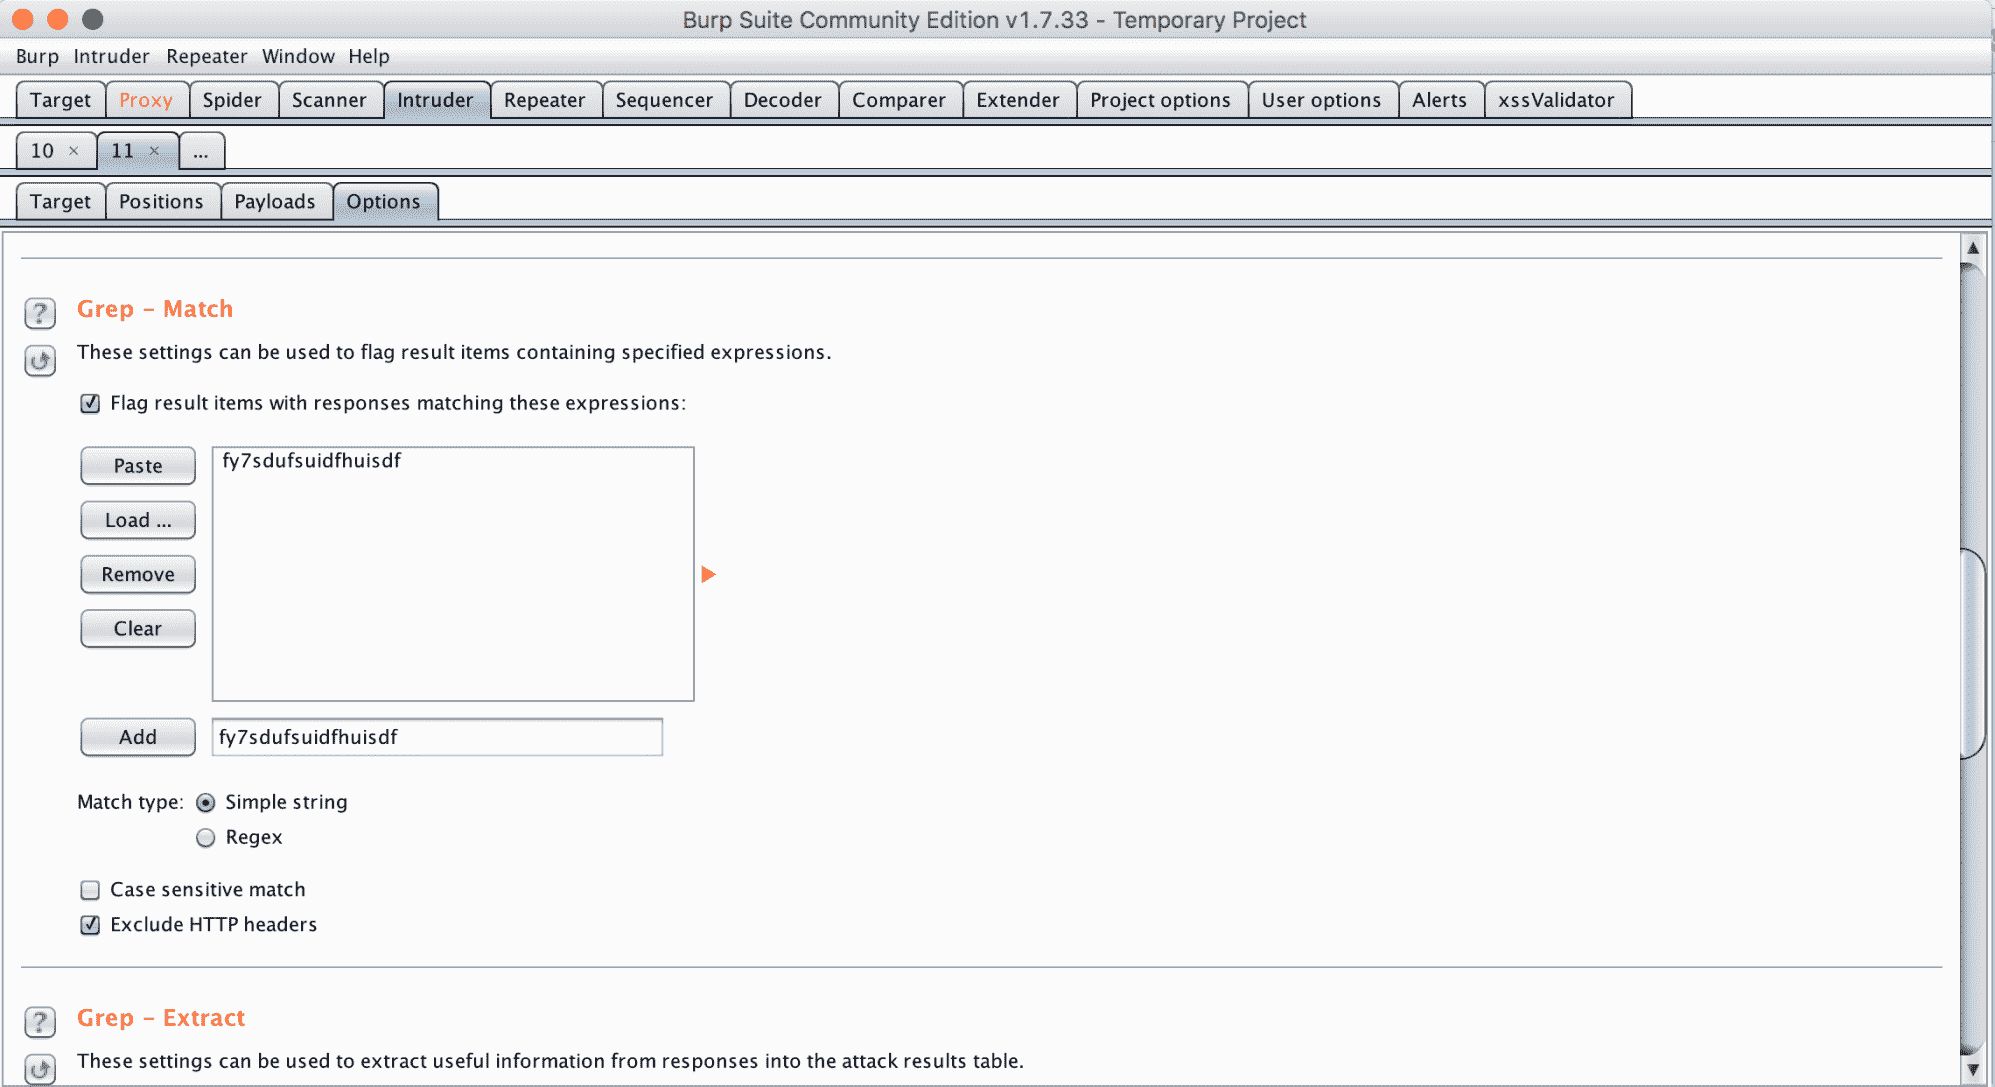 Burp Suite Community Edition v1.7.33 - Temporary Project
Burp Intruder Repeater Window Help
Target Proxy Spider Scanner Intruder Repeater Sequencer Decoder Comparer Extender Project options User options Alerts xssValidator
10 × 11 × ...
Target Positions Payloads Options
? Grep - Match
These settings can be used to flag result items containing specified expressions.
Flag result items with responses matching these expressions:
Paste fy7sdufsuidfhuisdf
Load ...
Remove
Clear
Add fy7sdufsuidfhuisdf
Match type: Simple string
Regex
Case sensitive match
Exclude HTTP headers
? Grep - Extract
These settings can be used to extract useful information from responses into the attack results table.